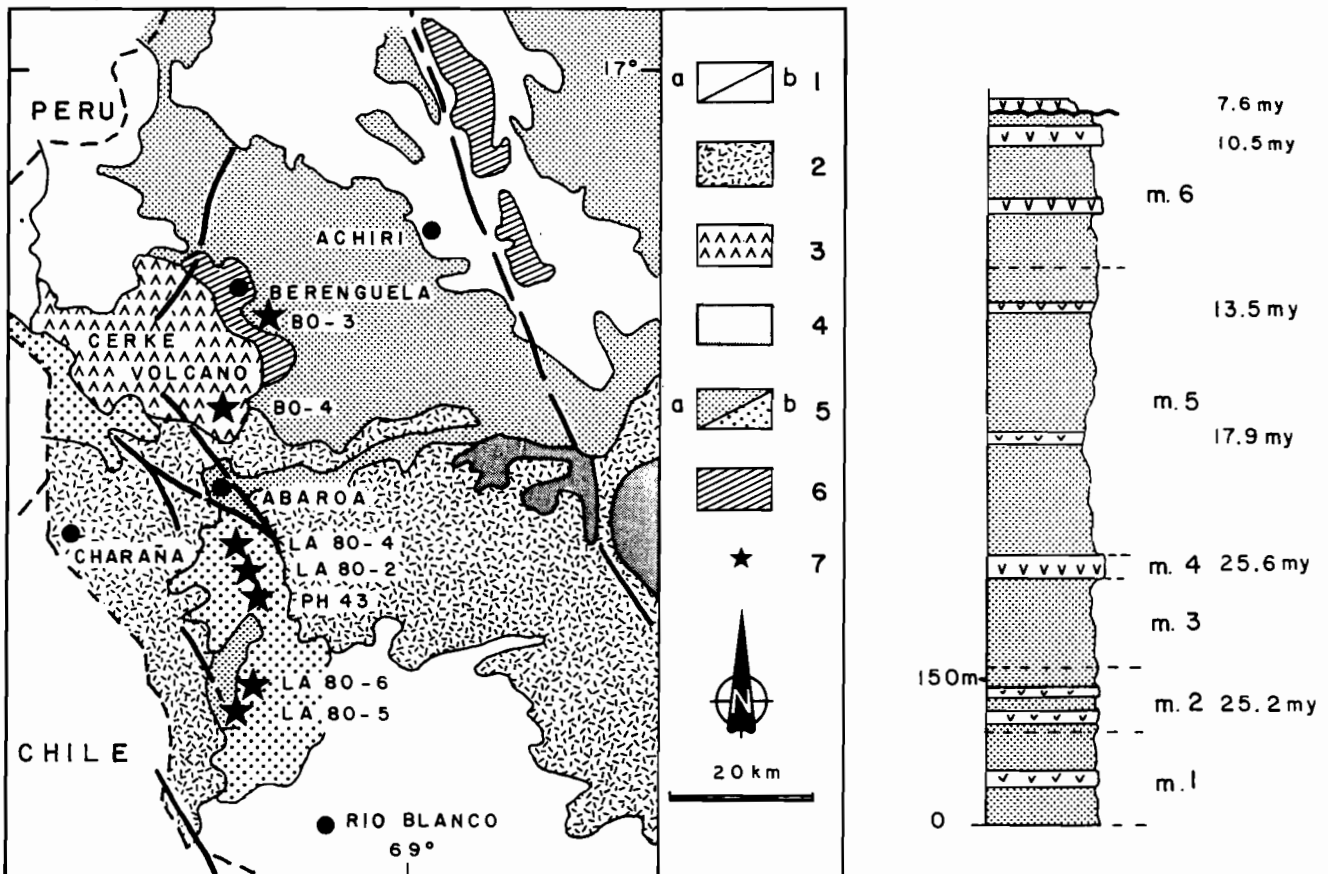 17°
PERU
ACHIRI
BERENGUELA
BO-3
CERKE
VOLCANO
BO-4
ABAROA
CHARAÑA
LA 80-4
LA 80-2
PH 43
LA 80-6
LA 80-5
CHILE
RIO BLANCO
69°
a b 1
2
3
4
a b 5
6
7
N
20 km
7.6 my
10.5 my
m. 6
13.5 my
m. 5
17.9 my
m. 4 25.6 my
m. 3
150m
m. 2 25.2 my
m. 1
0